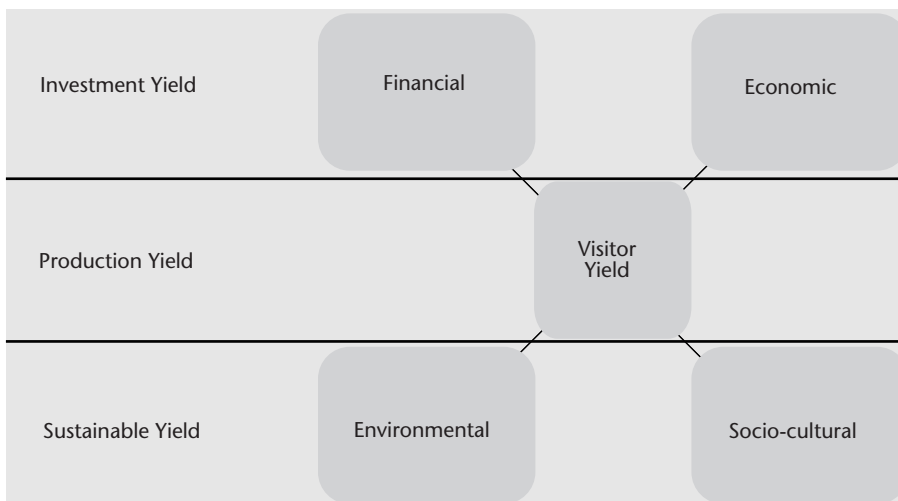 Investment Yield
Financial
Economic
Production Yield
Visitor
Yield
Sustainable Yield
Environmental
Socio-cultural